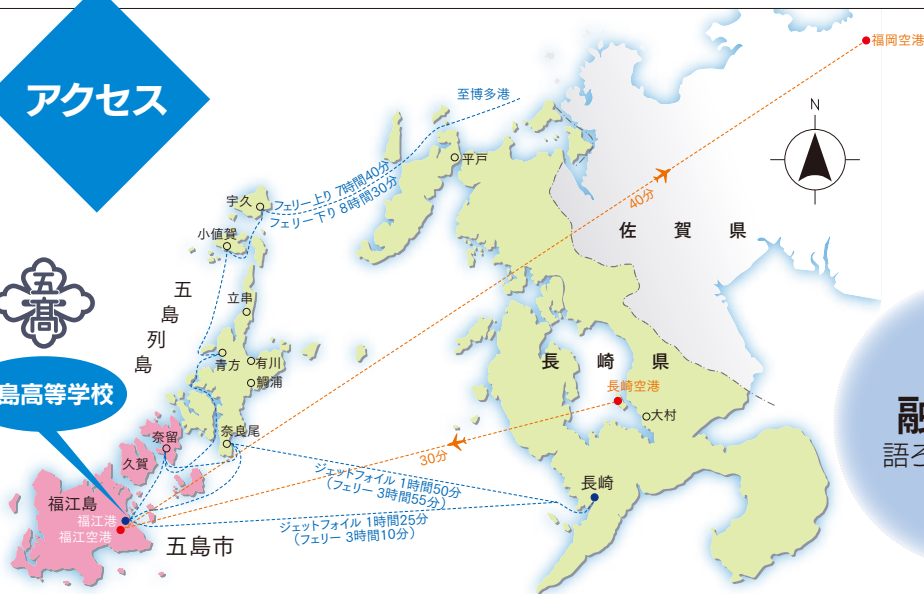 アクセス
福岡空港
至博多港
N
平戸
フェリー上り 7時間40分
フェリー下り 8時間30分
40分
宇久
小値賀
佐賀県
五島列島
立串
五高
青方
有川
鯛浦
長崎県
長崎空港
大村
島高等学校
融
語ろ
奈留
奈良尾
久賀
30分
ジェットフォイル 1時間50分
(フェリー 3時間55分)
長崎
福江島
福江港
福江空港
ジェットフォイル 1時間25分
(フェリー 3時間10分)
五島市